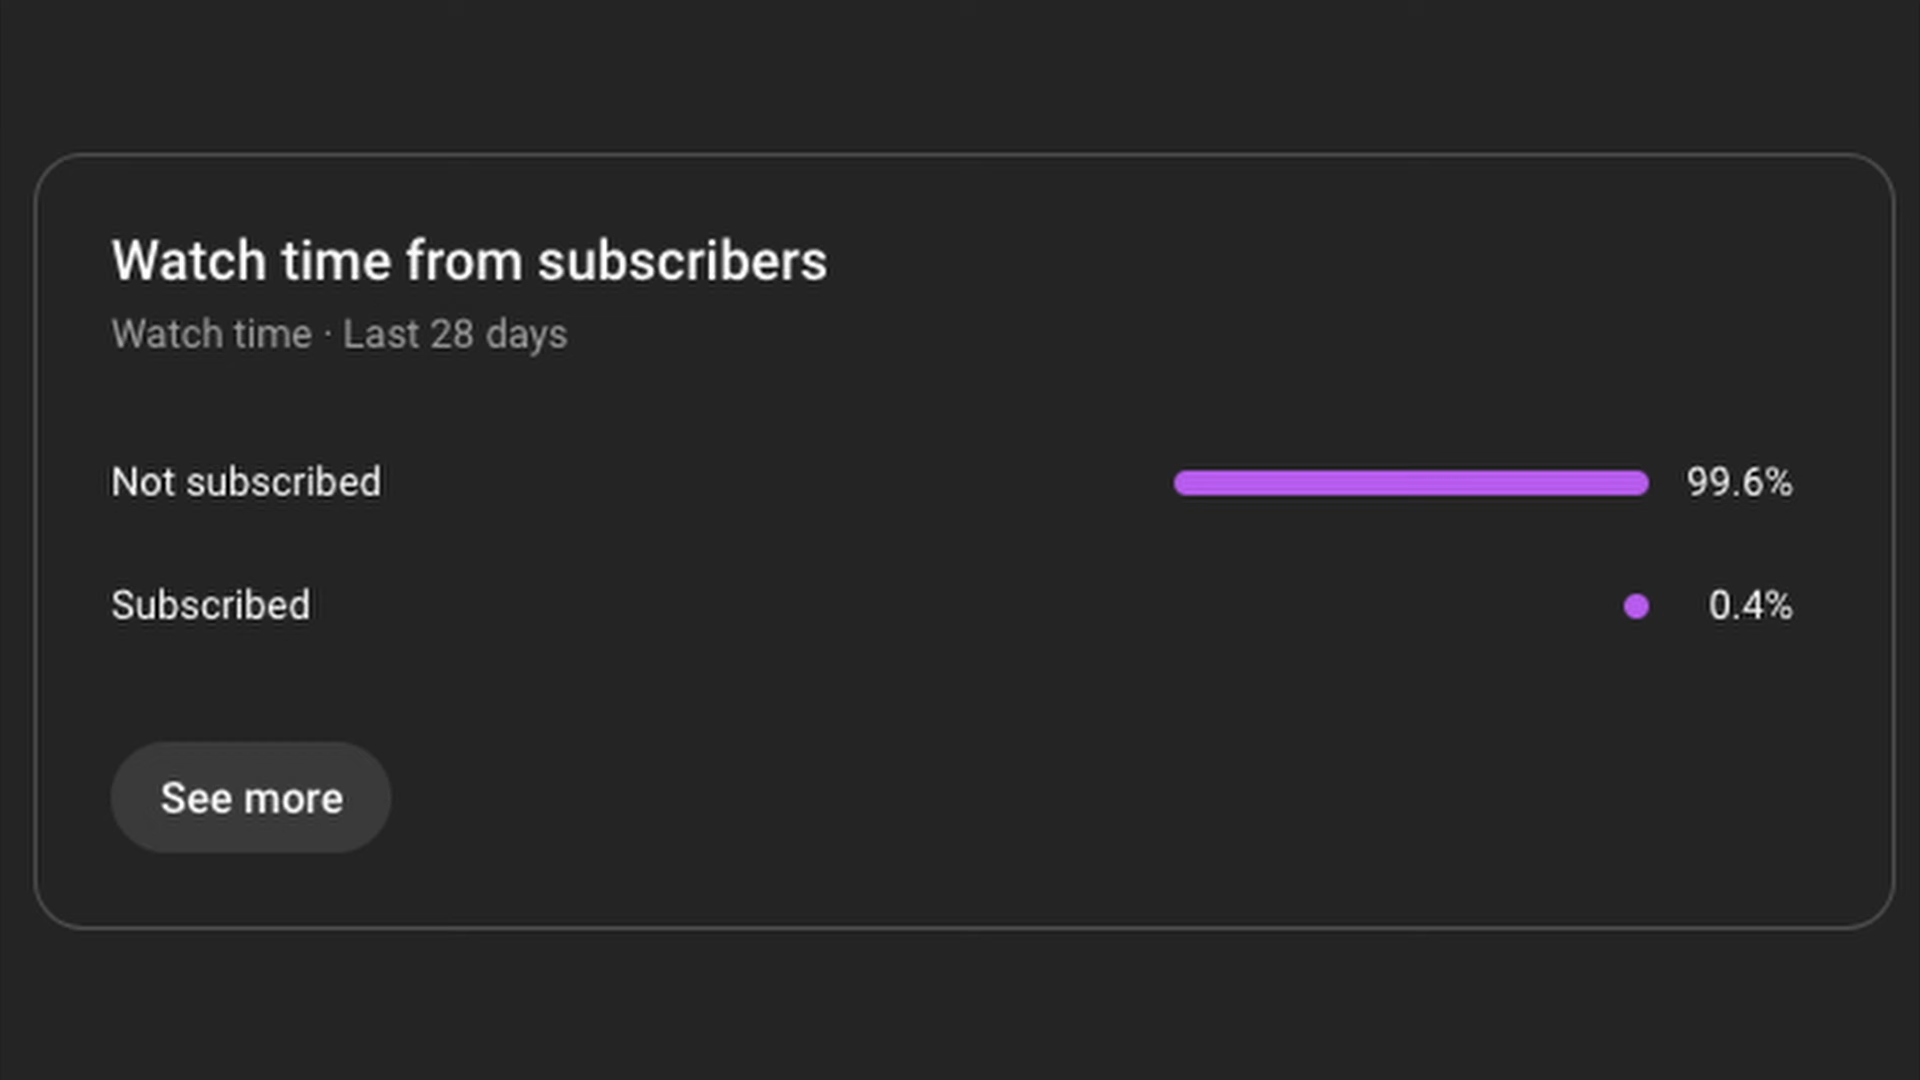 Watch time from subscribers
Watch time · Last 28 days
Not subscribed 99.6%
Subscribed 0.4%
See more